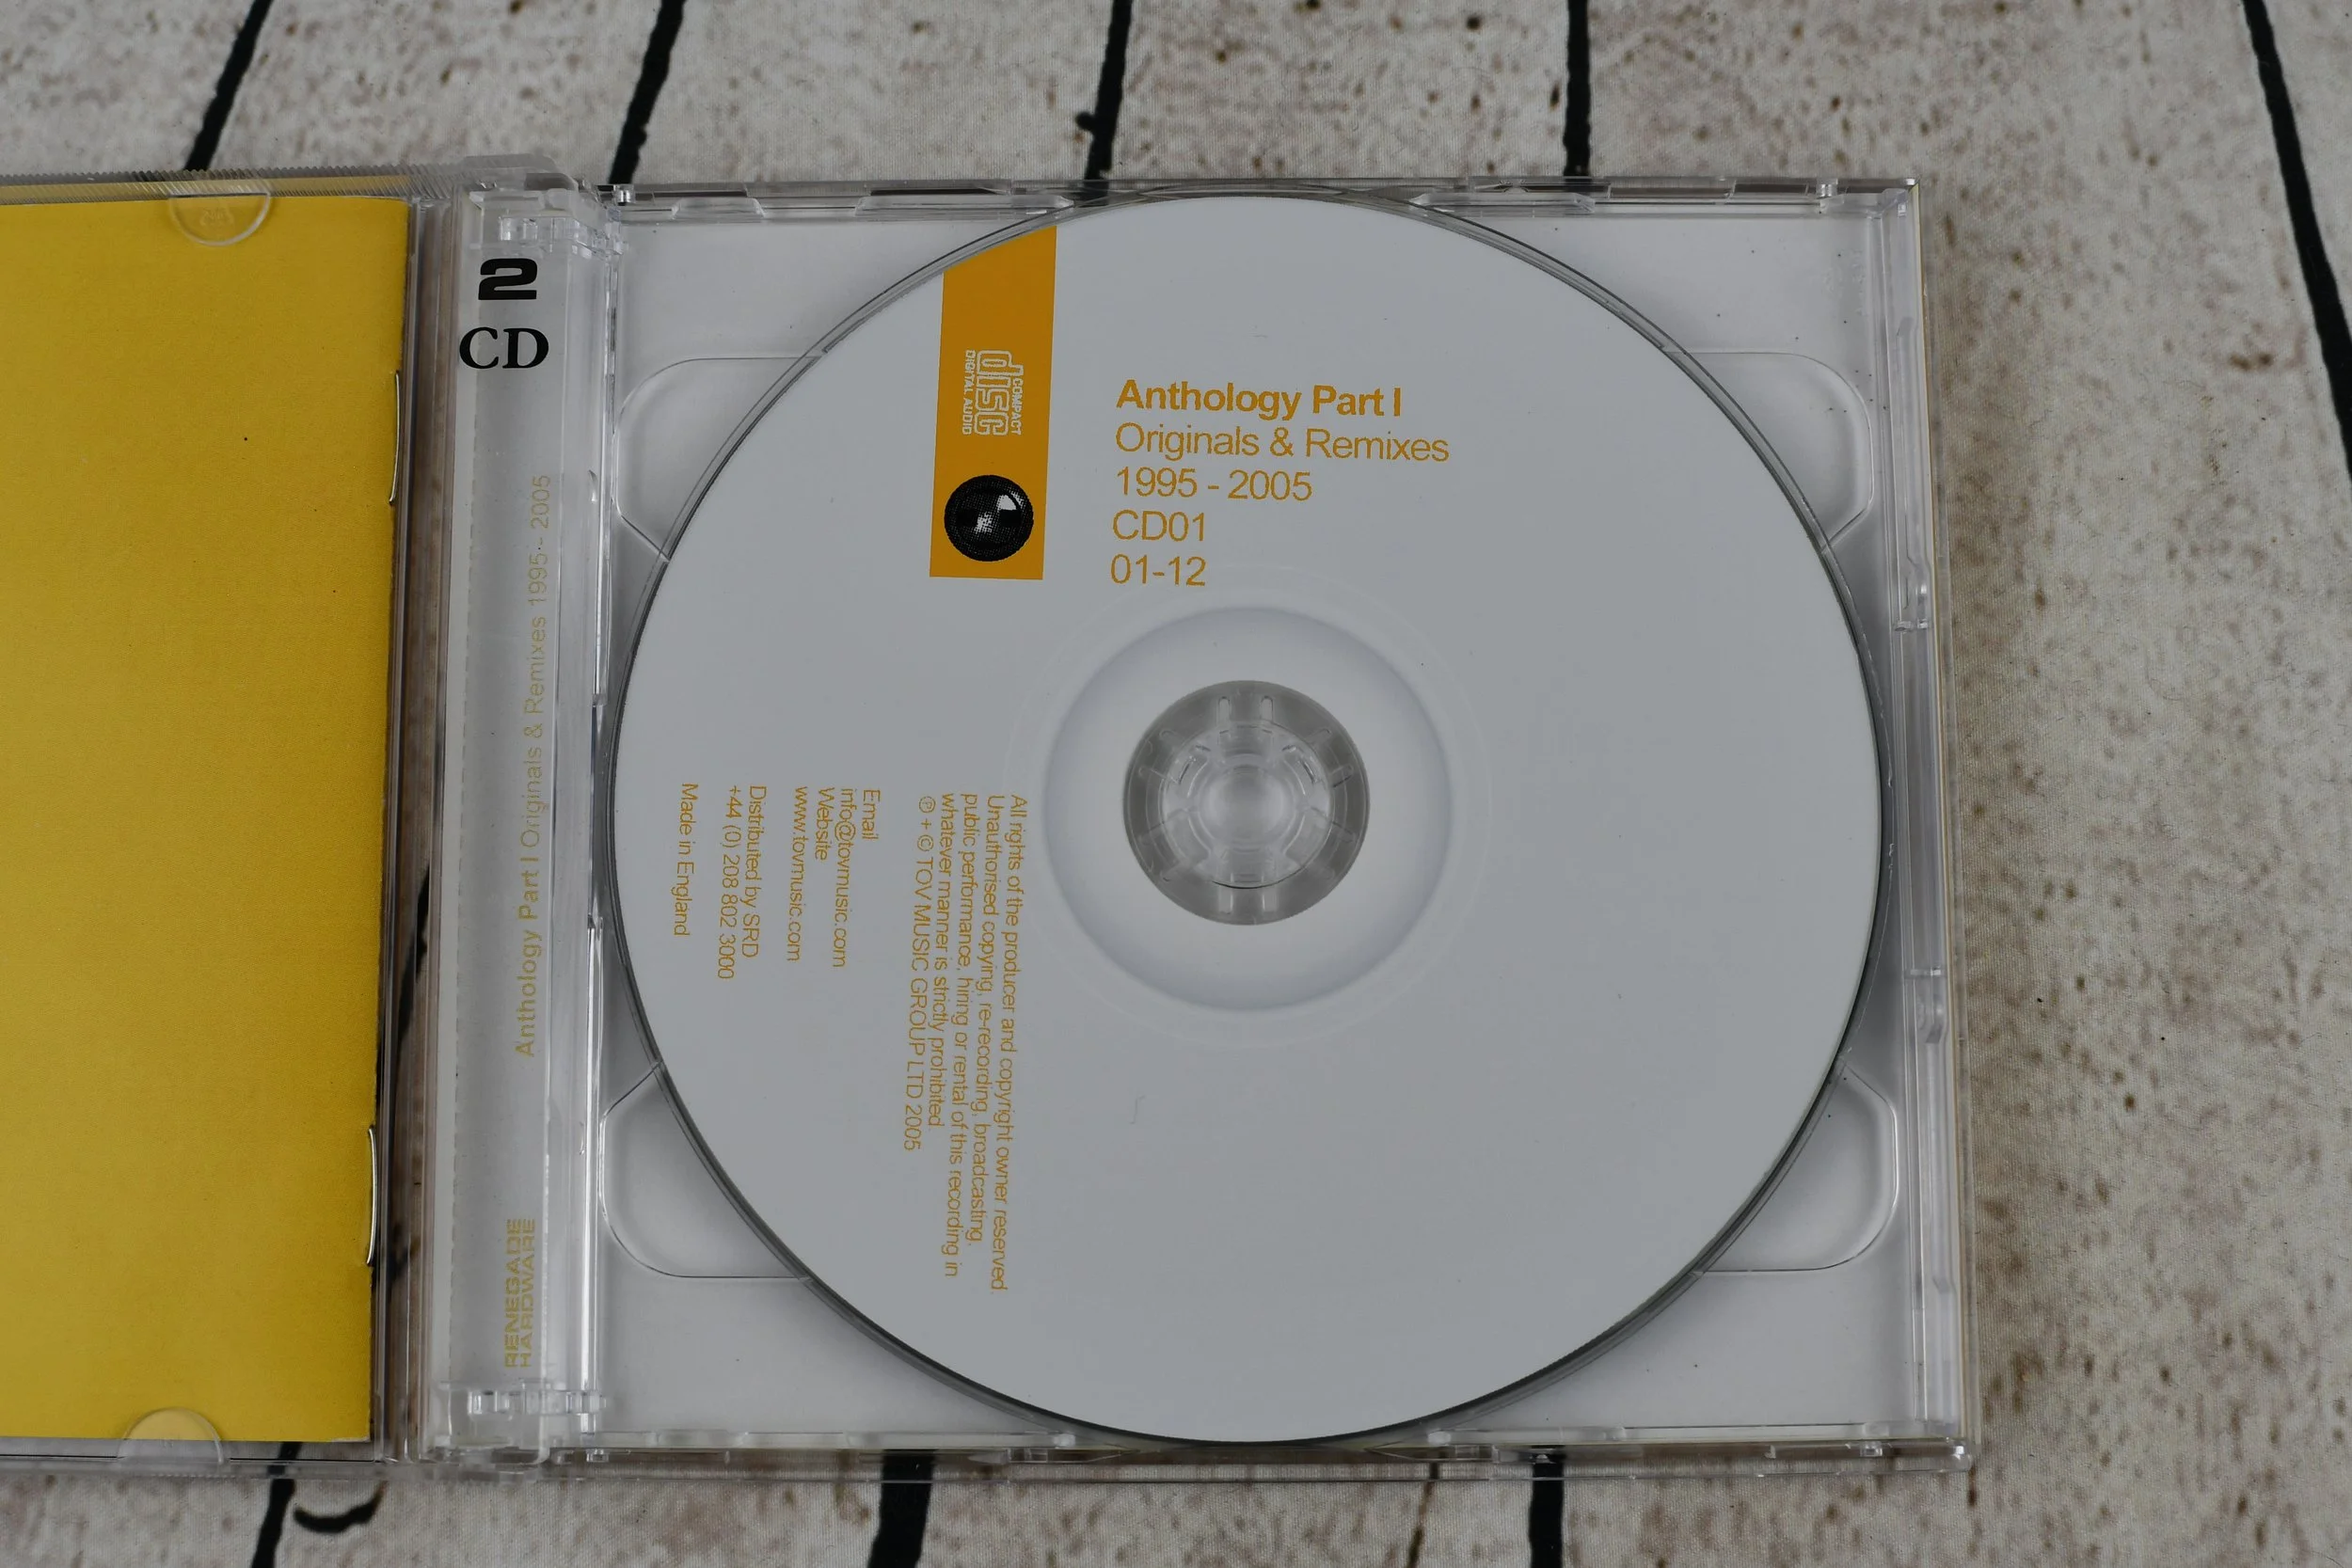 2
CD
Anthology Part I Originals & Remixes 1995 - 2005
RENEGADE
HARDWARE
COMPACT
disc
DIGITAL AUDIO
Anthology Part I
Originals & Remixes
1995 - 2005
CD01
01-12
All rights of the producer and copyright owner reserved.
Unauthorised copying, re-recording, broadcasting,
public performance, hiring or rental of this recording in
whatever manner is strictly prohibited.
℗ + © TOV MUSIC GROUP LTD 2005
Email
info@tovmusic.com
Website
www.tovmusic.com
Distributed by SRD
+44 (0) 208 802 3000
Made in England